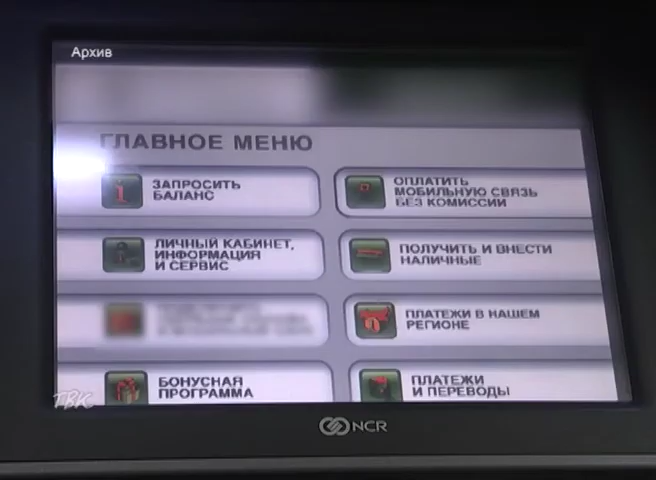 Архив
ГЛАВНОЕ МЕНЮ
ЗАПРОСИТЬ
БАЛАНС
ОПЛАТИТЬ
МОБИЛЬНУЮ СВЯЗЬ
БЕЗ КОМИССИИ
ЛИЧНЫЙ КАБИНЕТ,
ИНФОРМАЦИЯ
И СЕРВИС
ПОЛУЧИТЬ И ВНЕСТИ
НАЛИЧНЫЕ
ПЛАТЕЖИ В НАШЕМ
РЕГИОНЕ
БОНУСНАЯ
ПРОГРАММА
ПЛАТЕЖИ
И ПЕРЕВОДЫ
ТВК
NCR